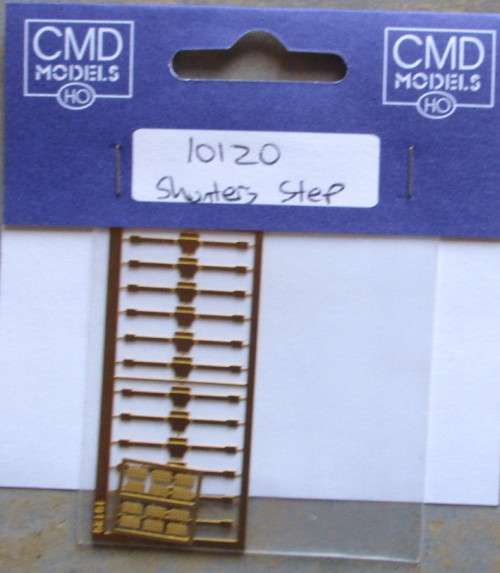 CMD
MODELS
HO
CMD
MODELS
HO
10120
Shunters Step